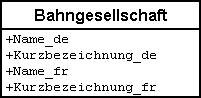 Bahngesellschaft
+Name_de
+Kurzbezeichnung_de
+Name_fr
+Kurzbezeichnung_fr